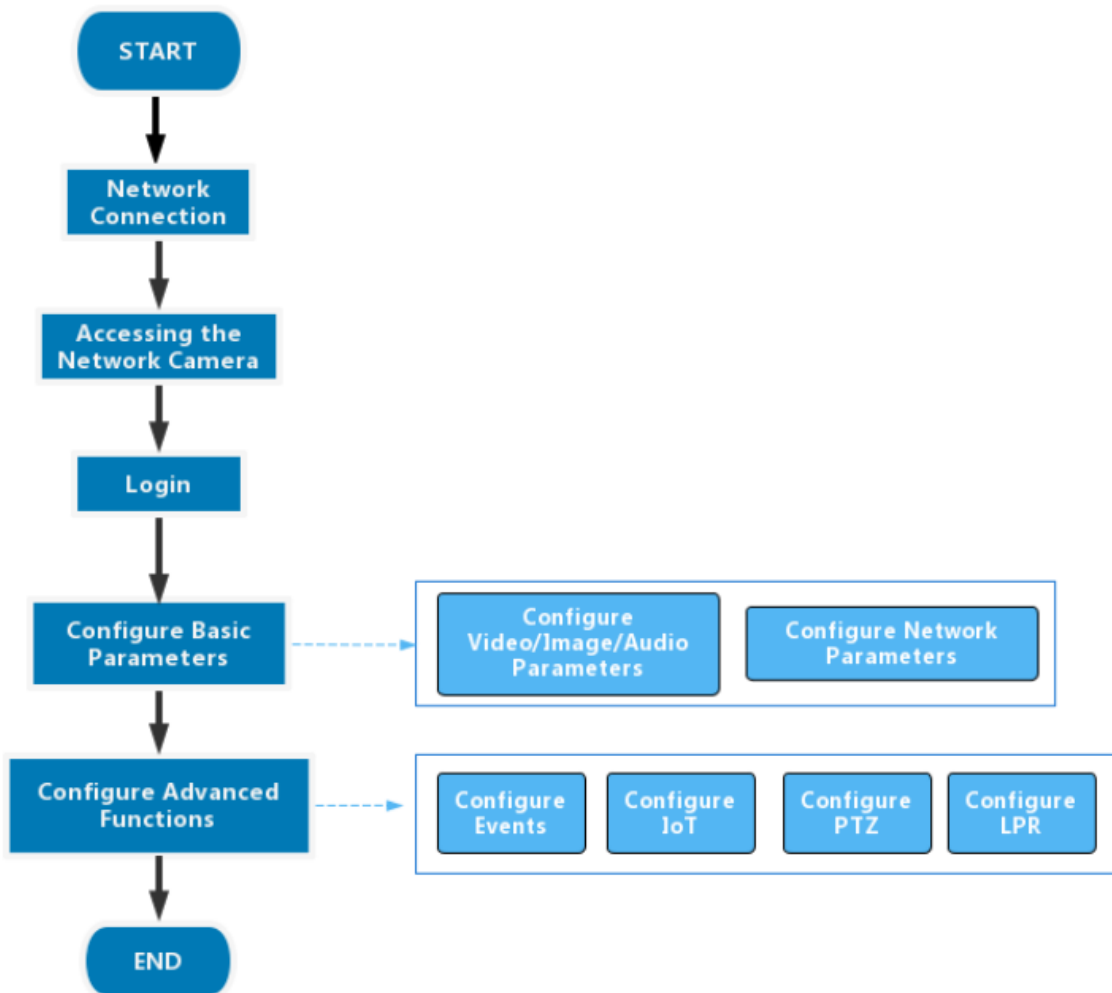 START
Network
Connection
Accessing the
Network Camera
Login
Configure Basic
Parameters
Configure
Video/Image/Audio
Parameters
Configure Network
Parameters
Configure Advanced
Functions
Configure
Events
Configure
IoT
Configure
PTZ
Configure
LPR
END